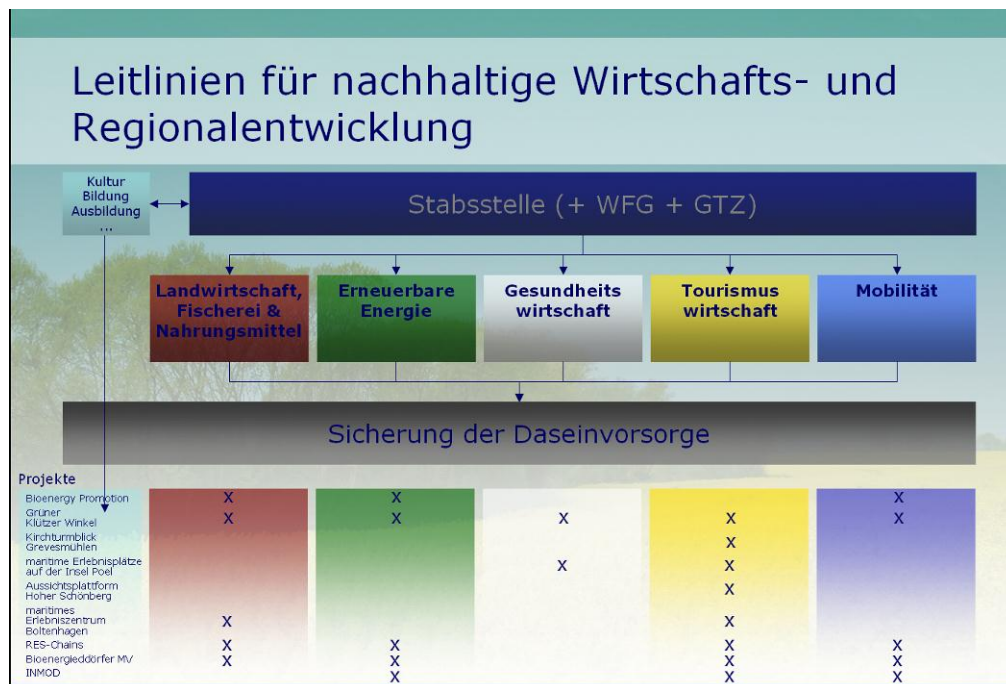 Leitlinien für nachhaltige Wirtschafts- und
Regionalentwicklung
Kultur
Bildung
Ausbildung
...
Stabsstelle (+ WFG + GTZ)
Landwirtschaft,
Fischerei &
Nahrungsmittel
Erneuerbare
Energie
Gesundheits
wirtschaft
Tourismus
wirtschaft
Mobilität
Sicherung der Daseinvorsorge
Projekte
Bioenergy Promotion X X X
Grüner
Klützer Winkel X X X X X
Kirchturmblick
Grevesmühlen X
maritime Erlebnisplätze
auf der Insel Poel X X
Aussichtsplattform
Hoher Schönberg X
maritimes
Erlebniszentrum
Boltenhagen X X
RES-Chains X X X X
Bioenergieddörfer MV X X X X
INMOD X X X